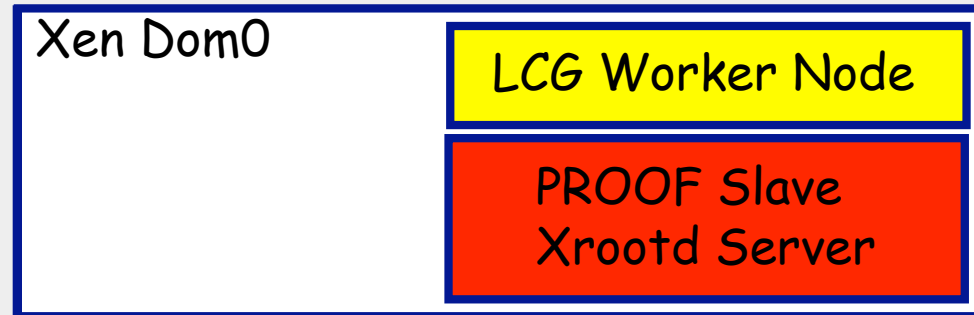 Xen Dom0
LCG Worker Node
PROOF Slave
Xrootd Server